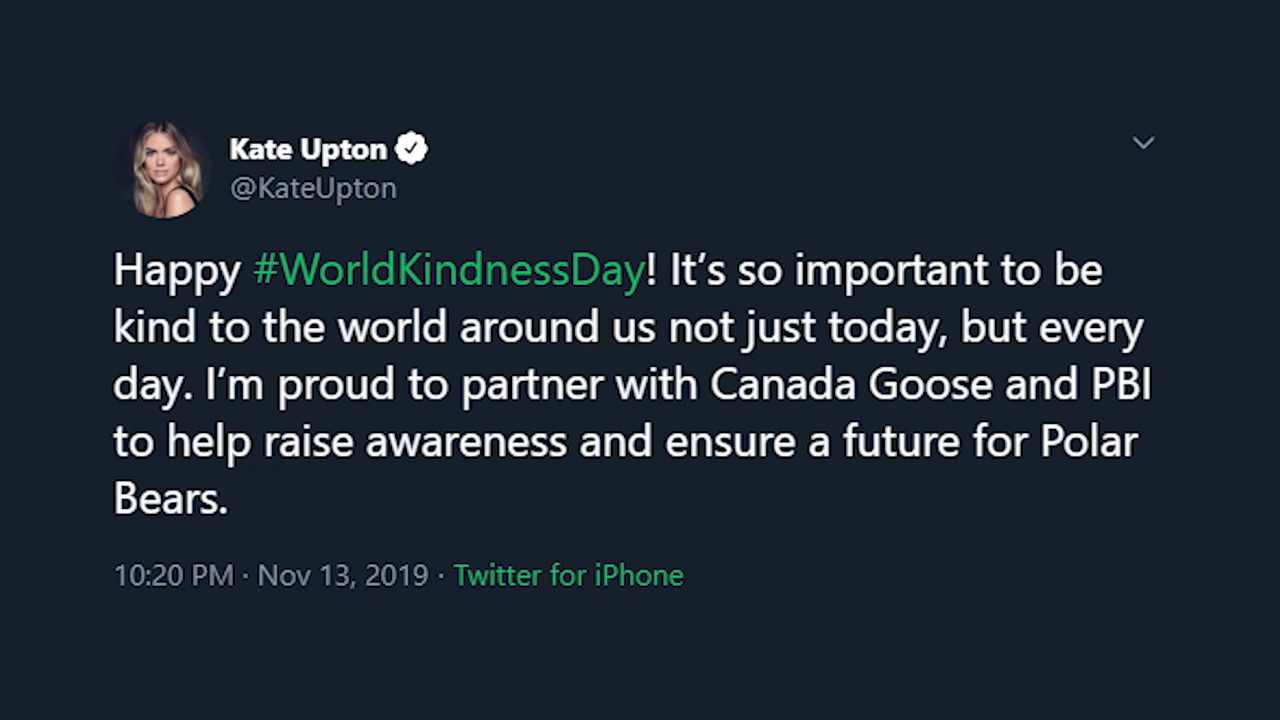 Kate Upton
@KateUpton
Happy #WorldKindnessDay! It’s so important to be
kind to the world around us not just today, but every
day. I’m proud to partner with Canada Goose and PBI
to help raise awareness and ensure a future for Polar
Bears.
10:20 PM · Nov 13, 2019 · Twitter for iPhone